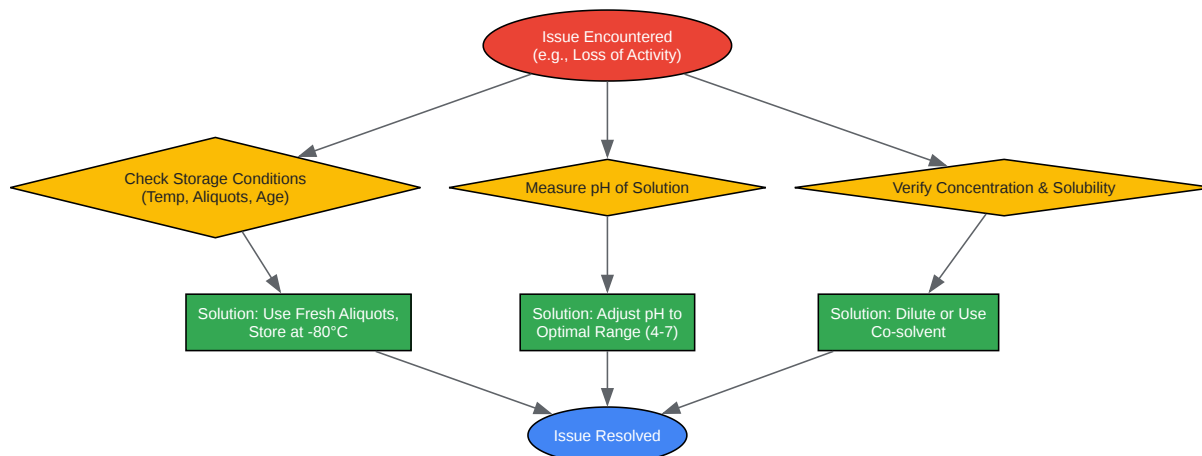 Issue Encountered
(e.g., Loss of Activity)
Check Storage Conditions
(Temp, Aliquots, Age)
Measure pH of Solution
Verify Concentration & Solubility
Solution: Use Fresh Aliquots,
Store at -80°C
Solution: Adjust pH to
Optimal Range (4-7)
Solution: Dilute or Use
Co-solvent
Issue Resolved